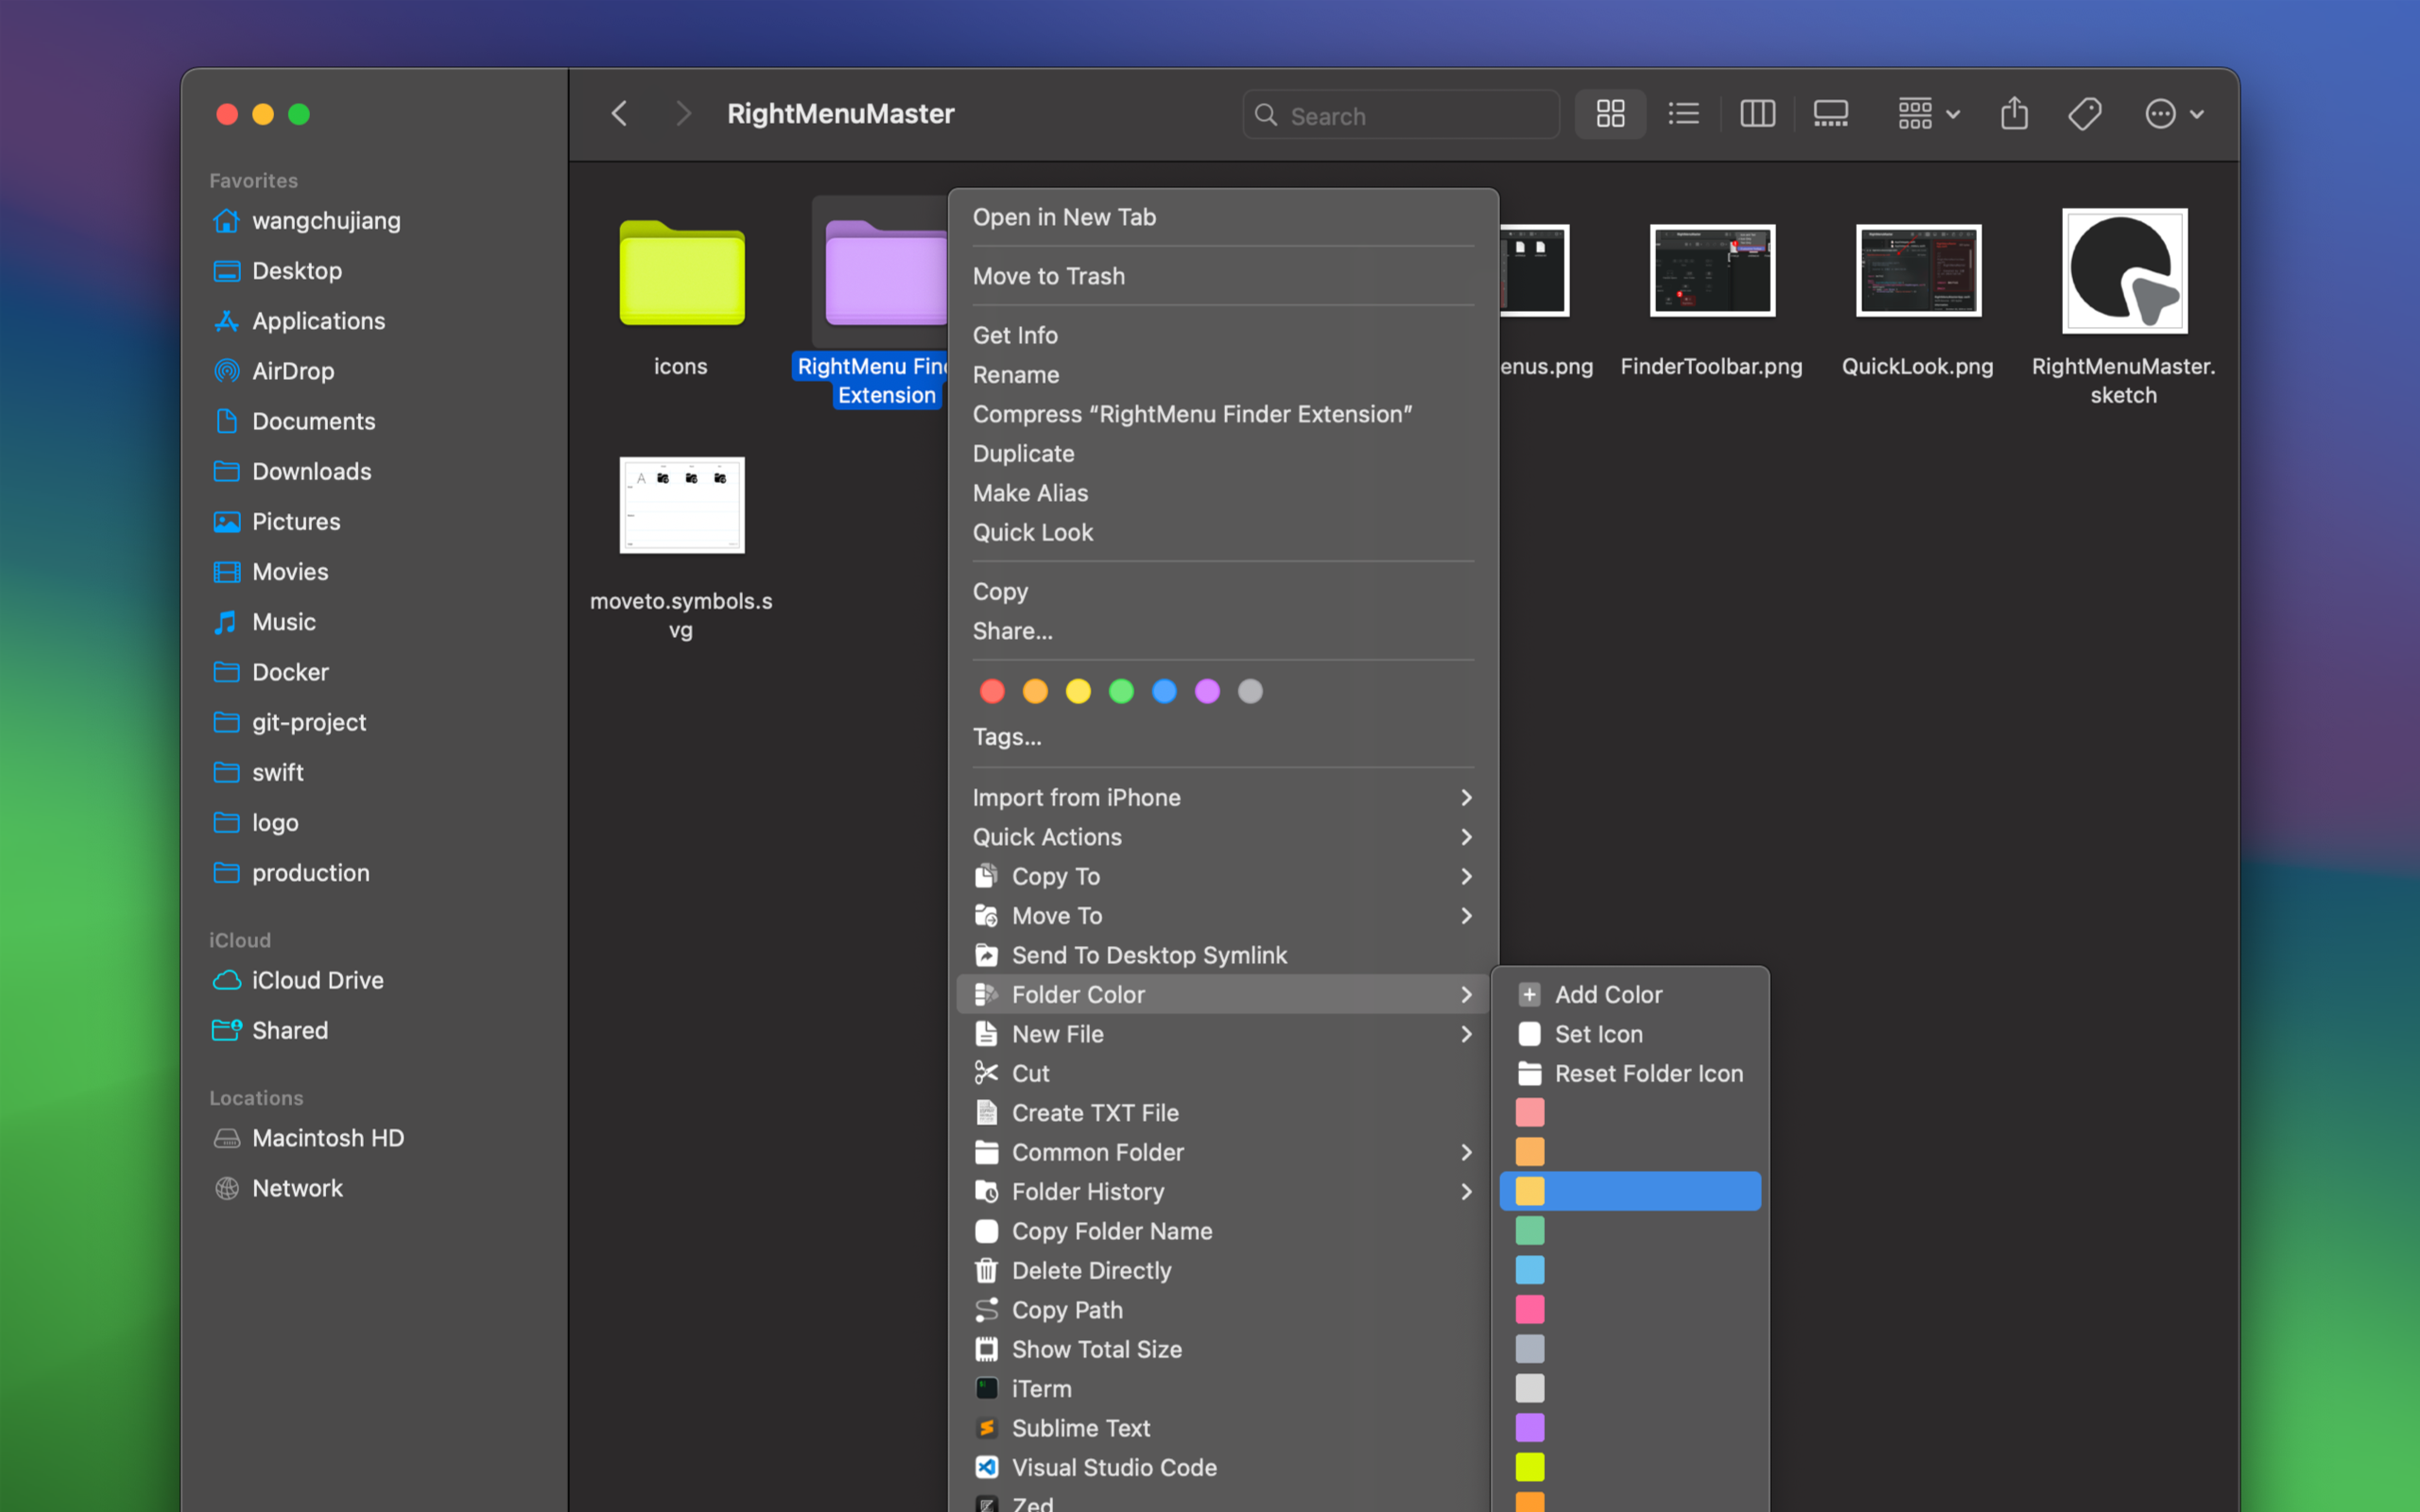 RightMenuMaster
Search
Favorites
wangchujiang
Desktop
Applications
AirDrop
Documents
Downloads
Pictures
Movies
Music
Docker
git-project
swift
logo
production
iCloud
iCloud Drive
Shared
Locations
Macintosh HD
Network
icons
RightMenu Fin
Extension
enus.png
FinderToolbar.png
QuickLook.png
RightMenuMaster.
sketch
moveto.symbols.s
vg
Open in New Tab
Move to Trash
Get Info
Rename
Compress “RightMenu Finder Extension”
Duplicate
Make Alias
Quick Look
Copy
Share...
Tags...
Import from iPhone
Quick Actions
Copy To
Move To
Send To Desktop Symlink
Folder Color
New File
Cut
Create TXT File
Common Folder
Folder History
Copy Folder Name
Delete Directly
Copy Path
Show Total Size
iTerm
Sublime Text
Visual Studio Code
Zed
Add Color
Set Icon
Reset Folder Icon